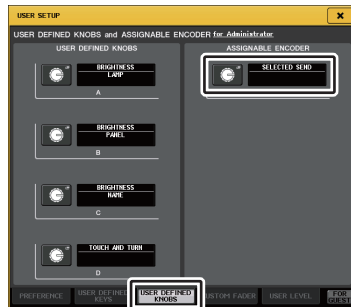 USER SETUP
USER DEFINED KNOBS and ASSIGNABLE ENCODER for Administrator
USER DEFINED KNOBS
BRIGHTNESS
LAMP
A
BRIGHTNESS
PANEL
B
BRIGHTNESS
NAME
C
TOUCH AND TURN
D
ASSIGNABLE ENCODER
SELECTED SEND
PREFERENCE
USER DEFINED
KEYS
USER DEFINED
KNOBS
USTOM FADER
USER LEVEL
FOR
GUEST